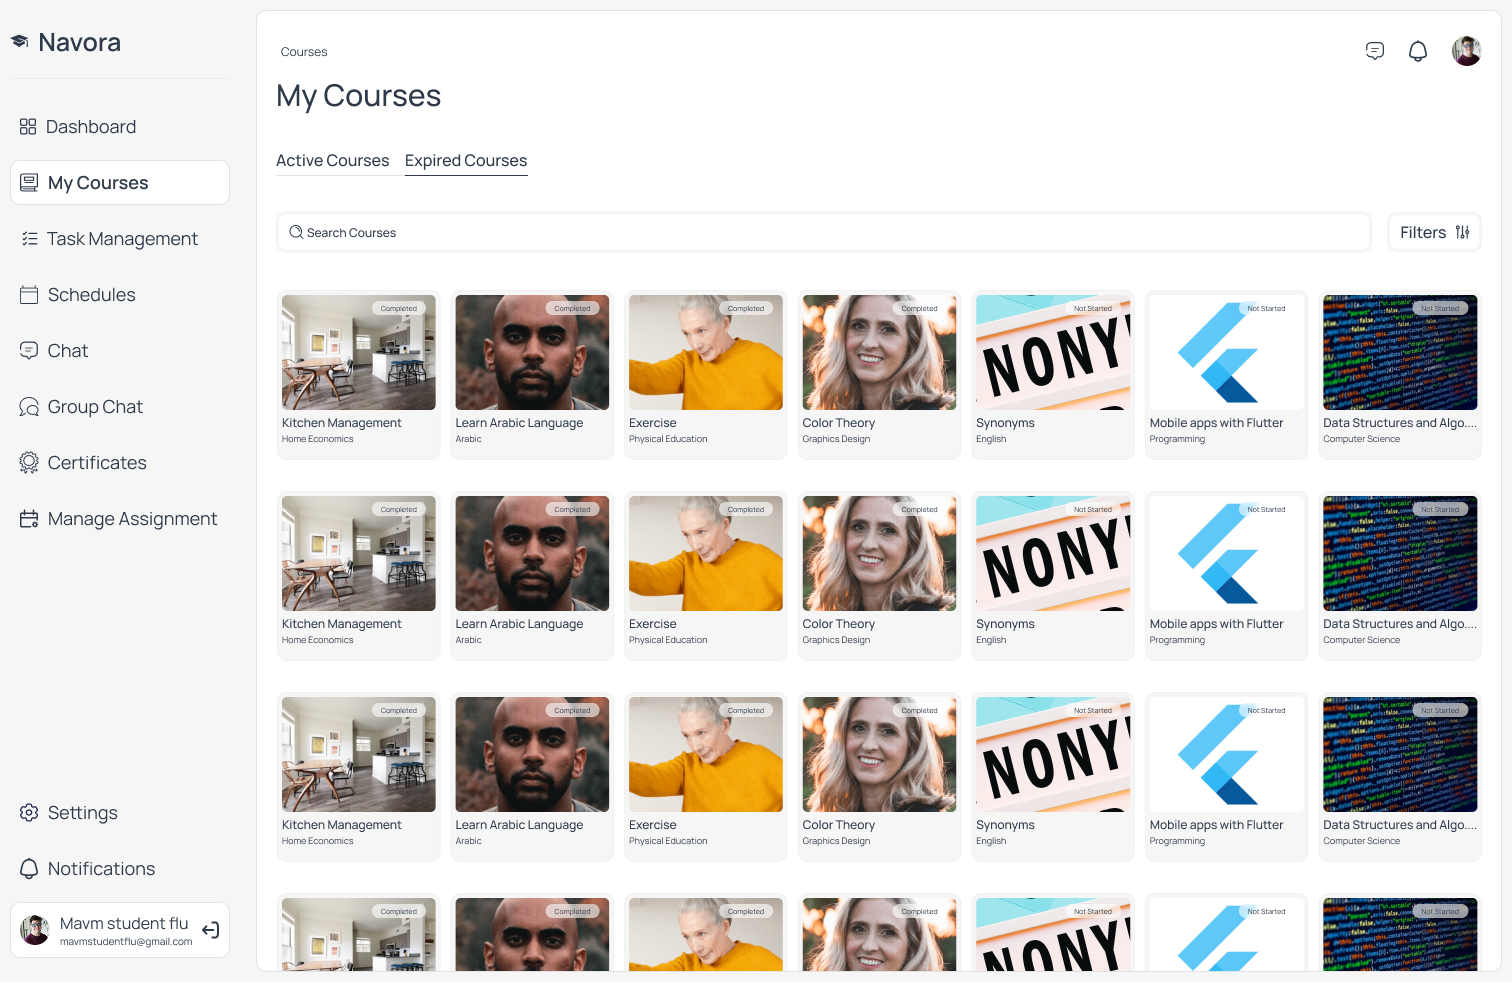 Navora
Dashboard
My Courses
Task Management
Schedules
Chat
Group Chat
Certificates
Manage Assignment
Settings
Notifications
Mavm student flu
mavmstudentflu@gmail.com
Courses
My Courses
Active Courses Expired Courses
Search Courses
Filters
Completed Completed Completed Completed Not Started Not Started Not Started
NONY
Kitchen Management Learn Arabic Language Exercise Color Theory Synonyms Mobile apps with Flutter Data Structures and Algo....
Home Economics Arabic Physical Education Graphics Design English Programming Computer Science
Completed Completed Completed Completed Not Started Not Started Not Started
NONY
Kitchen Management Learn Arabic Language Exercise Color Theory Synonyms Mobile apps with Flutter Data Structures and Algo....
Home Economics Arabic Physical Education Graphics Design English Programming Computer Science
Completed Completed Completed Completed Not Started Not Started Not Started
NONY
Kitchen Management Learn Arabic Language Exercise Color Theory Synonyms Mobile apps with Flutter Data Structures and Algo....
Home Economics Arabic Physical Education Graphics Design English Programming Computer Science
Completed Completed Completed Completed Not Started Not Started Not Started
NONY